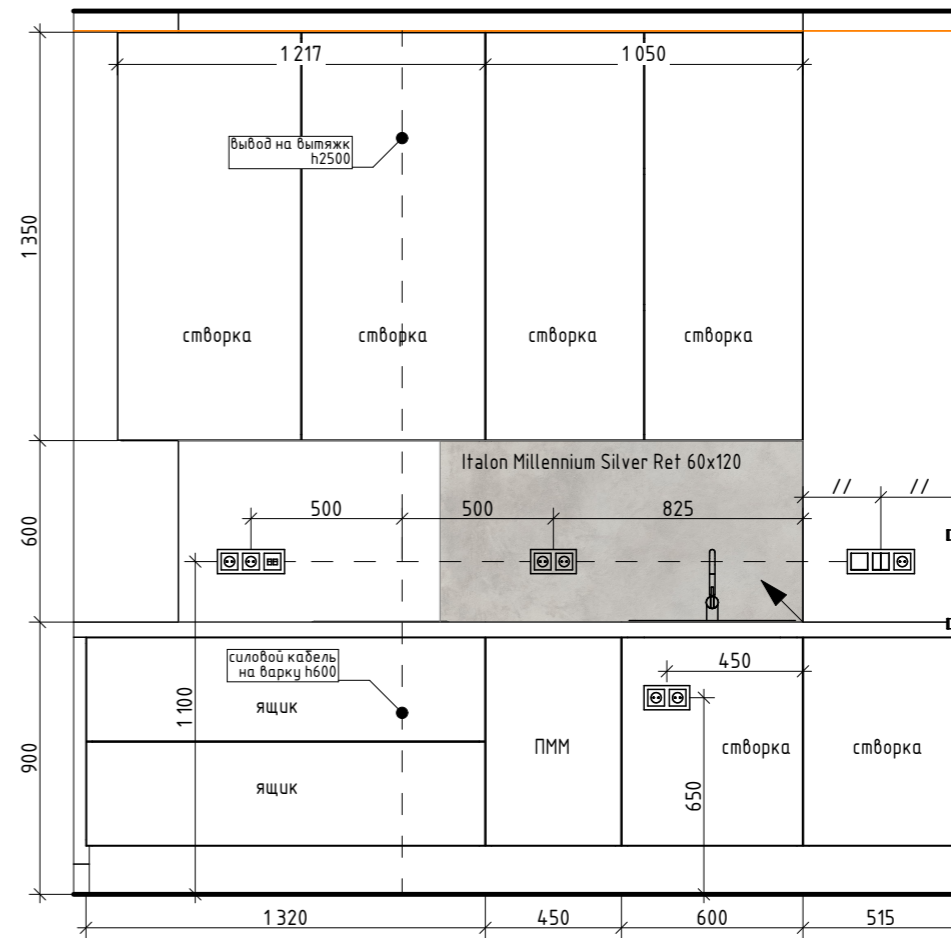 1 217
1 050
вывод на вытяжк
h2500
1 350
створка
створка
створка
створка
Italon Millennium Silver Ret 60x120
// //
500
500
825
600
силовой кабель
на варку h600
450
1 100
ящик
ПММ
створка
створка
900
ящик
650
1 320
450
600
515